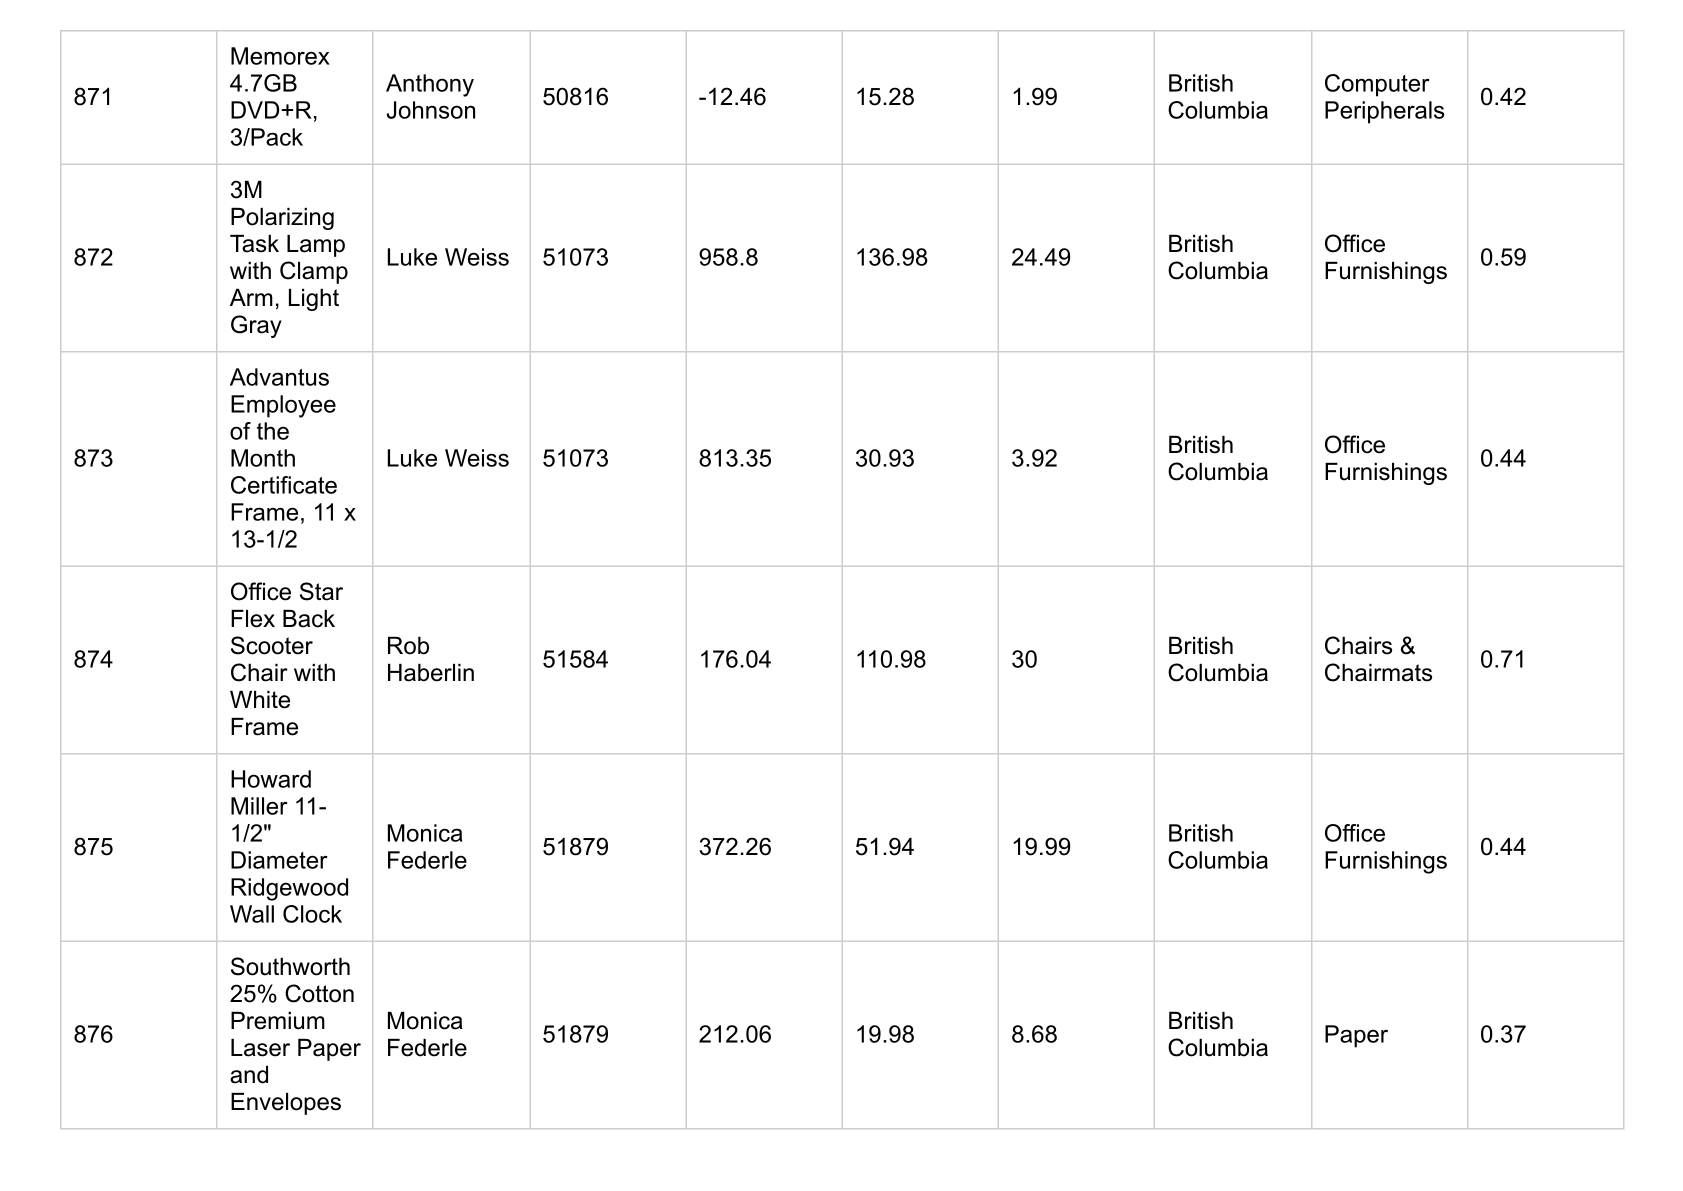 871
Memorex
4.7GB
DVD+R,
3/Pack
Anthony
Johnson
50816
-12.46
15.28
1.99
British
Columbia
Computer
Peripherals
0.42
872
3M
Polarizing
Task Lamp
with Clamp
Arm, Light
Gray
Luke Weiss
51073
958.8
136.98
24.49
British
Columbia
Office
Furnishings
0.59
873
Advantus
Employee
of the
Month
Certificate
Frame, 11 x
13-1/2
Luke Weiss
51073
813.35
30.93
3.92
British
Columbia
Office
Furnishings
0.44
874
Office Star
Flex Back
Scooter
Chair with
White
Frame
Rob
Haberlin
51584
176.04
110.98
30
British
Columbia
Chairs &
Chairmats
0.71
875
Howard
Miller 11-
1/2"
Diameter
Ridgewood
Wall Clock
Monica
Federle
51879
372.26
51.94
19.99
British
Columbia
Office
Furnishings
0.44
876
Southworth
25% Cotton
Premium
Laser Paper
and
Envelopes
Monica
Federle
51879
212.06
19.98
8.68
British
Columbia
Paper
0.37